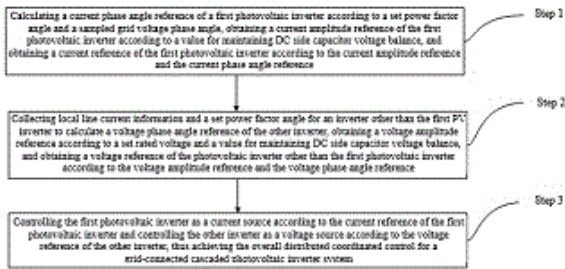 Calculating a current phase angle reference of a first photovoltaic inverter according to a set power factor
angle and a sampled grid voltage phase angle, obtaining a current amplitude reference of the first
photovoltaic inverter according to a value for maintaining DC side capacitor voltage balance, and
obtaining a current reference of the first photovoltaic inverter according to the current amplitude reference
and the current phase angle reference
Step 1
Collecting local line current information and a set power factor angle for an inverter other than the first PV
inverter to calculate a voltage phase angle reference of the other inverter, obtaining a voltage amplitude
reference according to a set rated voltage and a value for maintaining DC side capacitor voltage balance,
and obtaining a voltage reference of the photovoltaic inverter other than the first photovoltaic inverter
according to the voltage amplitude reference and the voltage phase angle reference
Step 2
Controlling the first photovoltaic inverter as a current source according to the current reference of the first
photovoltaic inverter and controlling the other inverter as a voltage source according to the voltage
reference of the other inverter, thus achieving the overall distributed coordinated control for a
grid-connected cascaded photovoltaic inverter system
Step 3